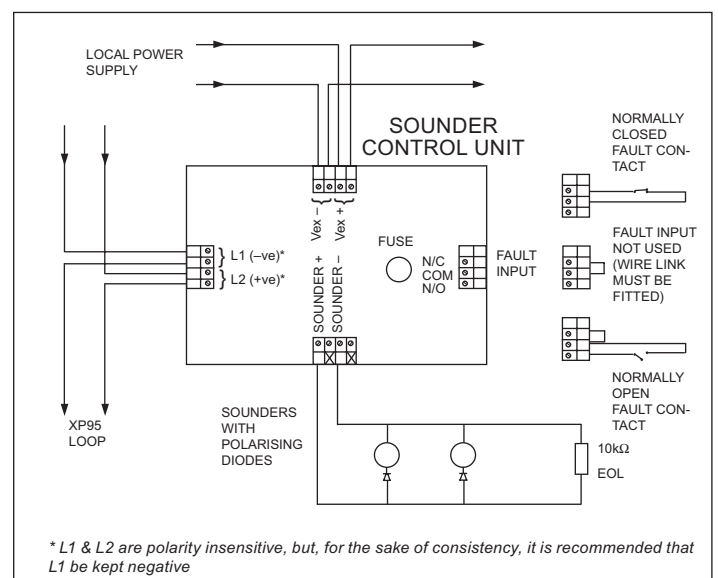 LOCAL POWER
SUPPLY
SOUNDER
CONTROL UNIT
NORMALLY
CLOSED
FAULT CON-
TACT
Vex –
Vex +
L1 (–ve)*
L2 (+ve)*
FUSE
N/C
COM
N/O
FAULT
INPUT
FAULT INPUT
NOT USED
(WIRE LINK
MUST BE
FITTED)
SOUNDER +
SOUNDER –
NORMALLY
OPEN
FAULT CON-
TACT
XP95
LOOP
SOUNDERS
WITH
POLARISING
DIODES
10kΩ
EOL
* L1 & L2 are polarity insensitive, but, for the sake of consistency, it is recommended that
L1 be kept negative